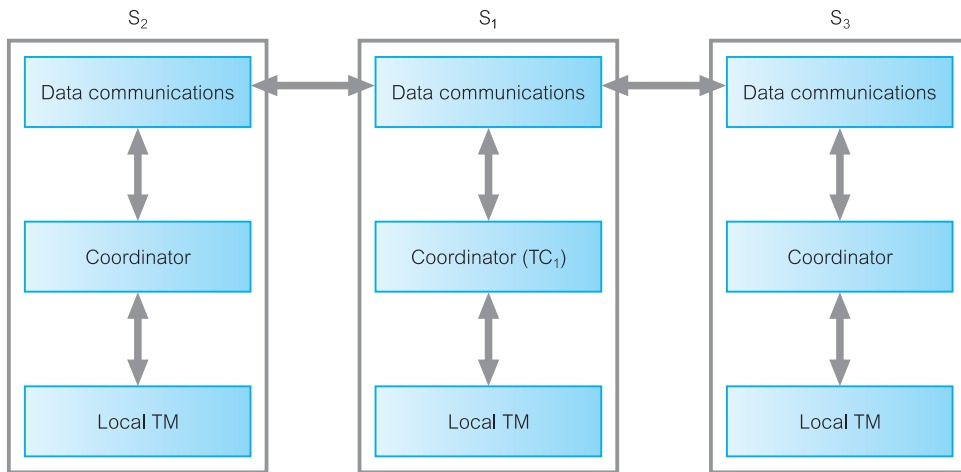 S₂
S₁
S₃
Data communications
Data communications
Data communications
Coordinator
Coordinator (TC₁)
Coordinator
Local TM
Local TM
Local TM